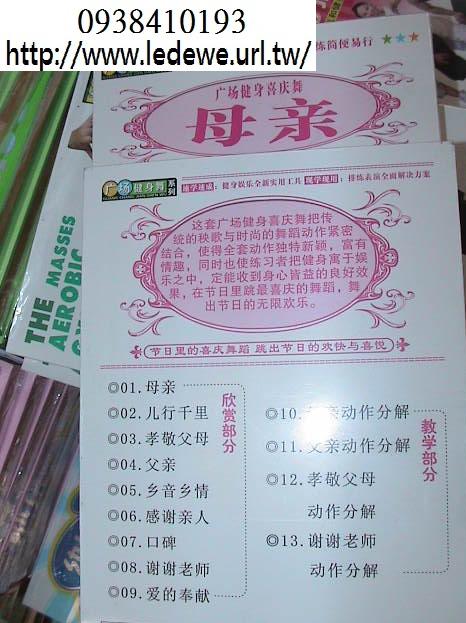 0938410193
http://www.ledewe.url.tw/
练简便易行
广场健身喜庆舞
母亲
THE MASSES
AEROBIC
广场健身舞系列
GUANG CHANG JIAN SHEN WU
速学速成：健身娱乐全新实用工具 现学现用：排练表演全面解决方案
这套广场健身喜庆舞把传
统的秧歌与时尚的舞蹈动作紧密
结合，使得全套动作独特新颖，富有
情趣，同时也使练习者把健身寓于娱
乐之中，定能收到身心皆益的良好效
果，在节日里跳最喜庆的舞蹈，舞
出节日的无限欢乐。
节日里的喜庆舞蹈 跳出节日的欢快与喜悦
欣赏部分
◎01.母亲
◎02.儿行千里
◎03.孝敬父母
◎04.父亲
◎05.乡音乡情
◎06.感谢亲人
◎07.口碑
◎08.谢谢老师
◎09.爱的奉献
教学部分
◎10.亲动作分解
◎11.父亲动作分解
◎12.孝敬父母
动作分解
◎13.谢谢老师
动作分解